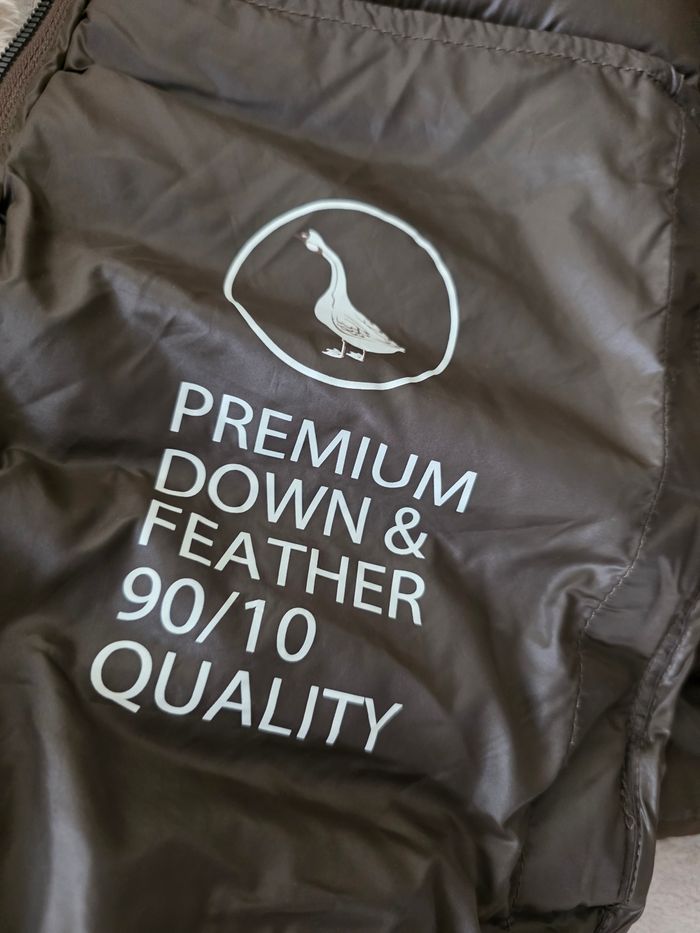 PREMIUM
DOWN &
FEATHER
90/10
QUALITY